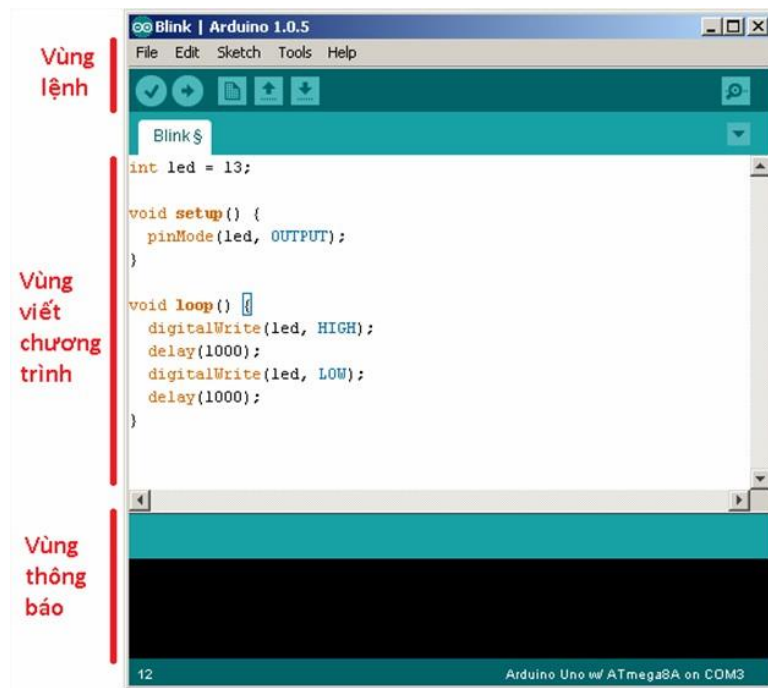 Blink | Arduino 1.0.5
File Edit Sketch Tools Help
Vùng
lệnh
Blink §
int led = 13;
void setup() {
  pinMode(led, OUTPUT);
}
Vùng
viết
chương
trình
void loop() {
  digitalWrite(led, HIGH);
  delay(1000);
  digitalWrite(led, LOW);
  delay(1000);
}
Vùng
thông
báo
12
Arduino Uno w/ ATmega8A on COM3